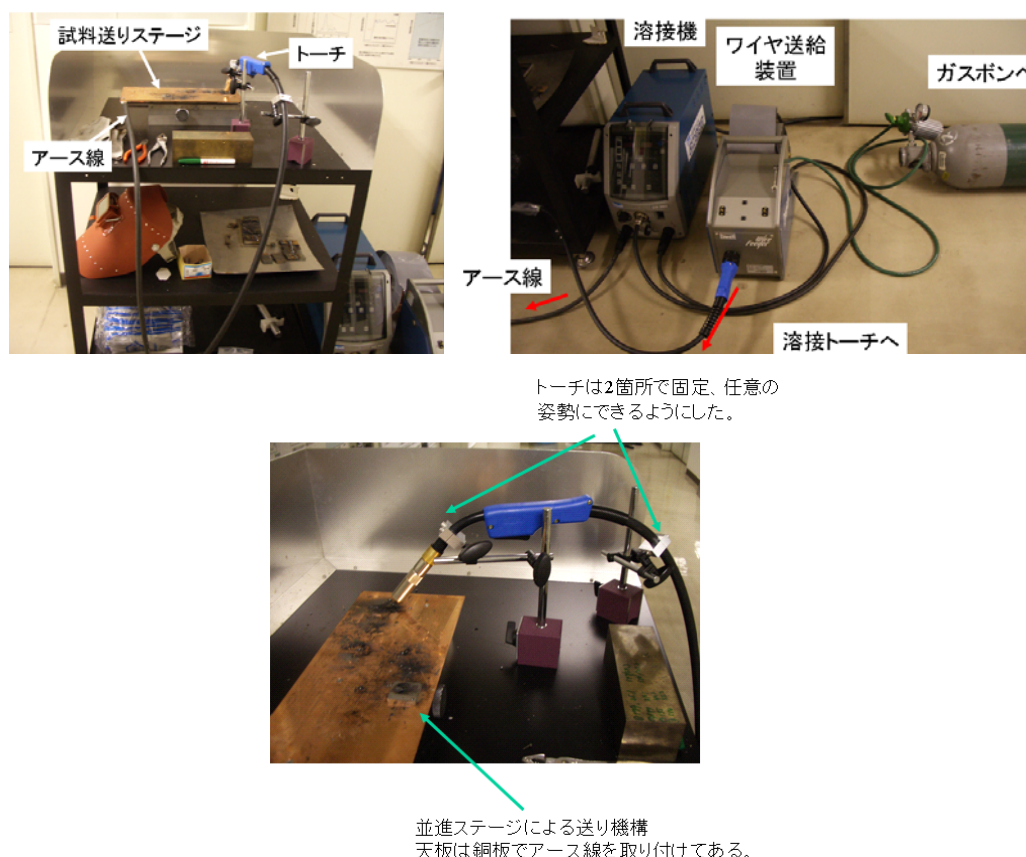 試料送りステージ
トーチ
アース線
溶接機
ワイヤ送給
装置
ガスボンベ
アース線
溶接トーチへ
トーチは2箇所で固定、任意の
姿勢にできるようにした。
並進ステージによる送り機構
天板は銅板でアース線を取り付けてある。